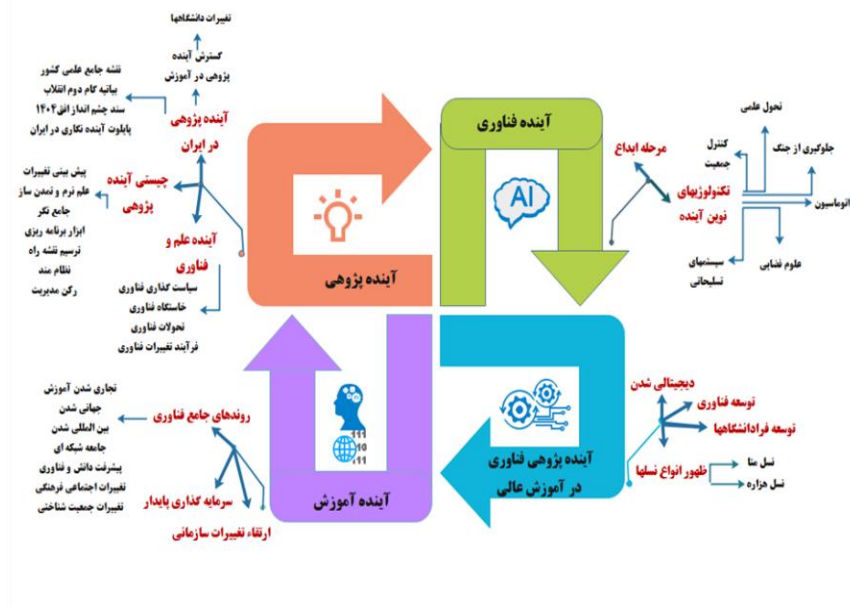 تغییرات دانشگاهها
گسترش آینده
پژوهی در آموزش
نقشه جامع علمی کشور
بیانیه گام دوم انقلاب
سند چشم انداز افق۱۴۰۴
پایلوت آینده نگاری در ایران
آینده پژوهی
در ایران
چیستی آینده
پژوهی
پیش بینی تغییرات
علم نرم و تمدن ساز
جامع نگر
ابزار برنامه ریزی
ترسیم نقشه راه
نظام مند
رکن مدیریت
آینده علم و
فناوری
سیاست گذاری فناوری
خاستگاه فناوری
تحولات فناوری
فرآیند تغییرات فناوری
آینده پژوهی
آینده فناوری
AI
مرحله ابداع
تکنولوژیهای
نوین آینده
کنترل
جمعیت
تحول علمی
جلوگیری از جنگ
اتوماسیون
علوم فضایی
سیستمهای
تسلیحاتی
آینده پژوهی فناوری
در آموزش عالی
دیجیتالی شدن
توسعه فناوری
توسعه فرادانشگاهها
ظهور انواع نسلها
نسل متا
نسل هزاره
آینده آموزش
111
10
111
روندهای جامع فناوری
تجاری شدن آموزش
جهانی شدن
بین المللی شدن
جامعه شبکه ای
پیشرفت دانش و فناوری
تغییرات اجتماعی فرهنگی
تغییرات جمعیت شناختی
سرمایه گذاری پایدار
ارتقاء تغییرات سازمانی